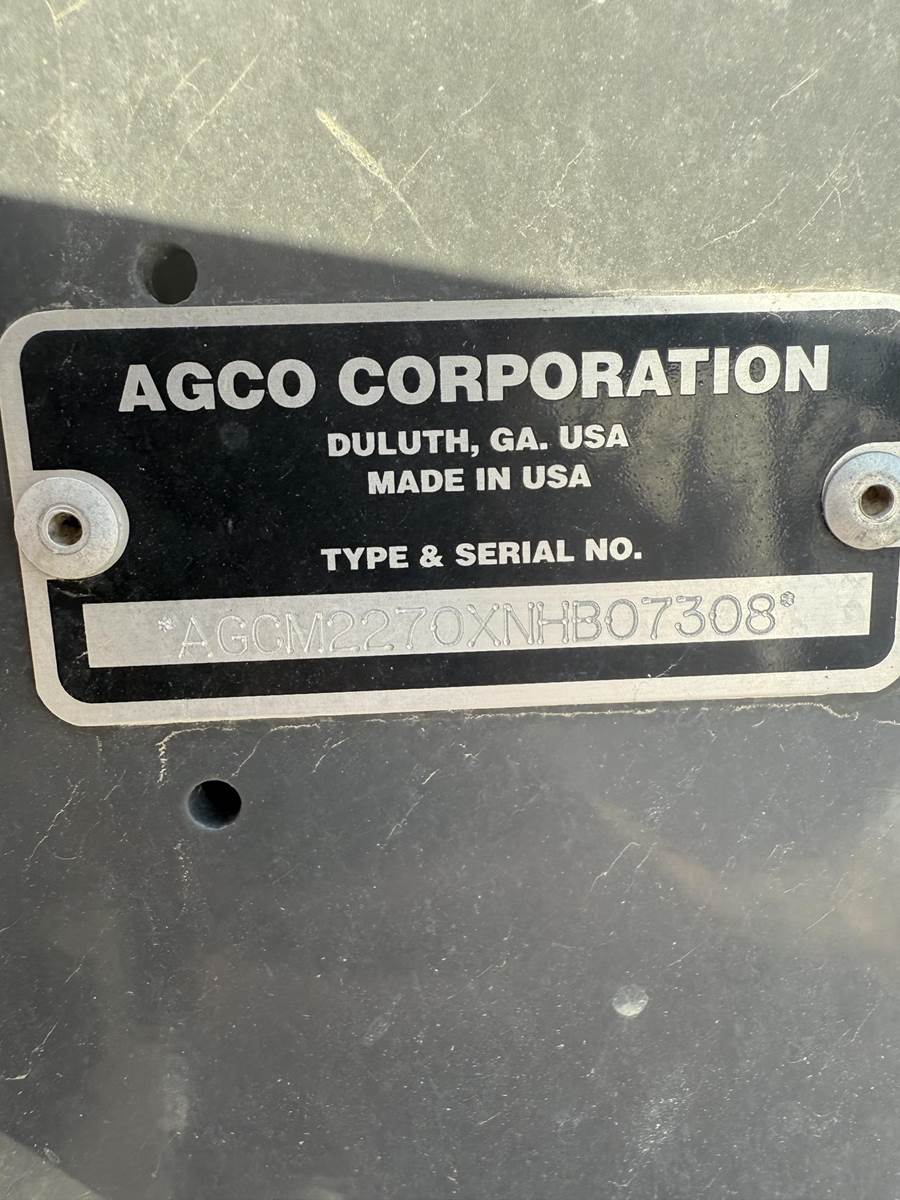 AGCO CORPORATION
DULUTH, GA. USA
MADE IN USA
TYPE & SERIAL NO.
*AGCM2270XNHB07308*